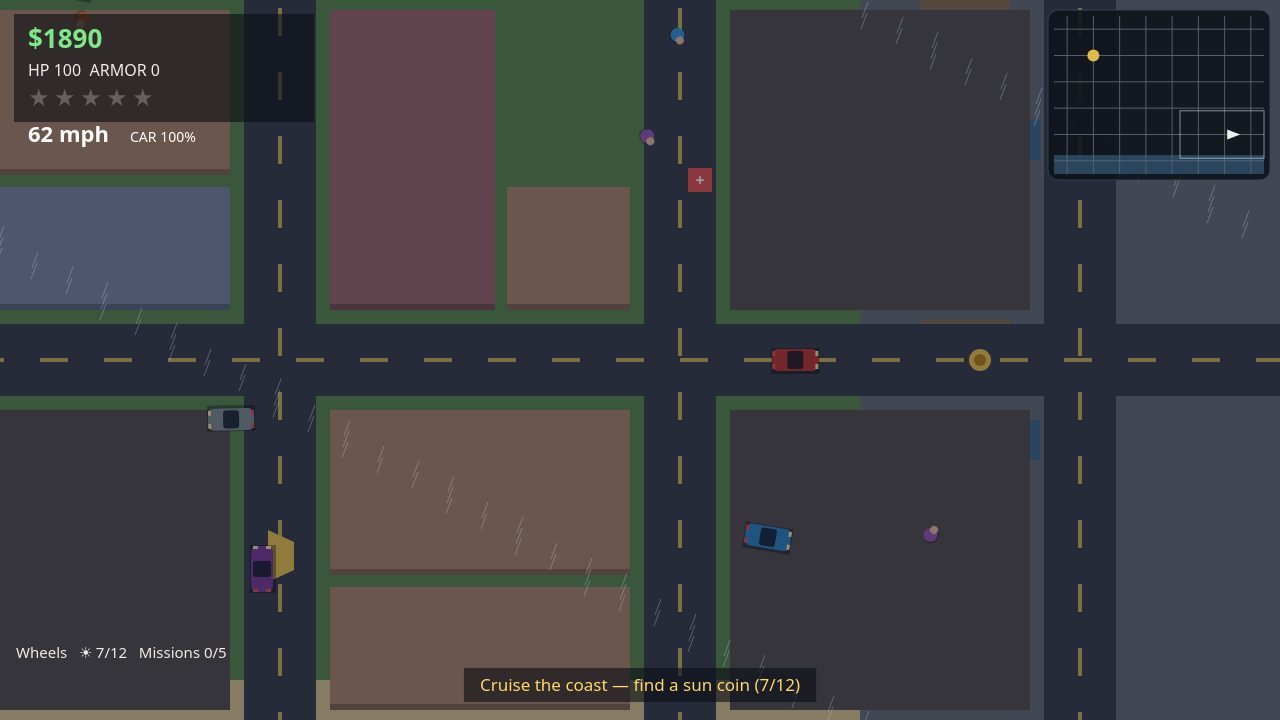 $1890
HP 100 ARMOR 0
★ ★ ★ ★ ★
62 mph CAR 100%
Wheels ☀ 7/12 Missions 0/5
Cruise the coast — find a sun coin (7/12)